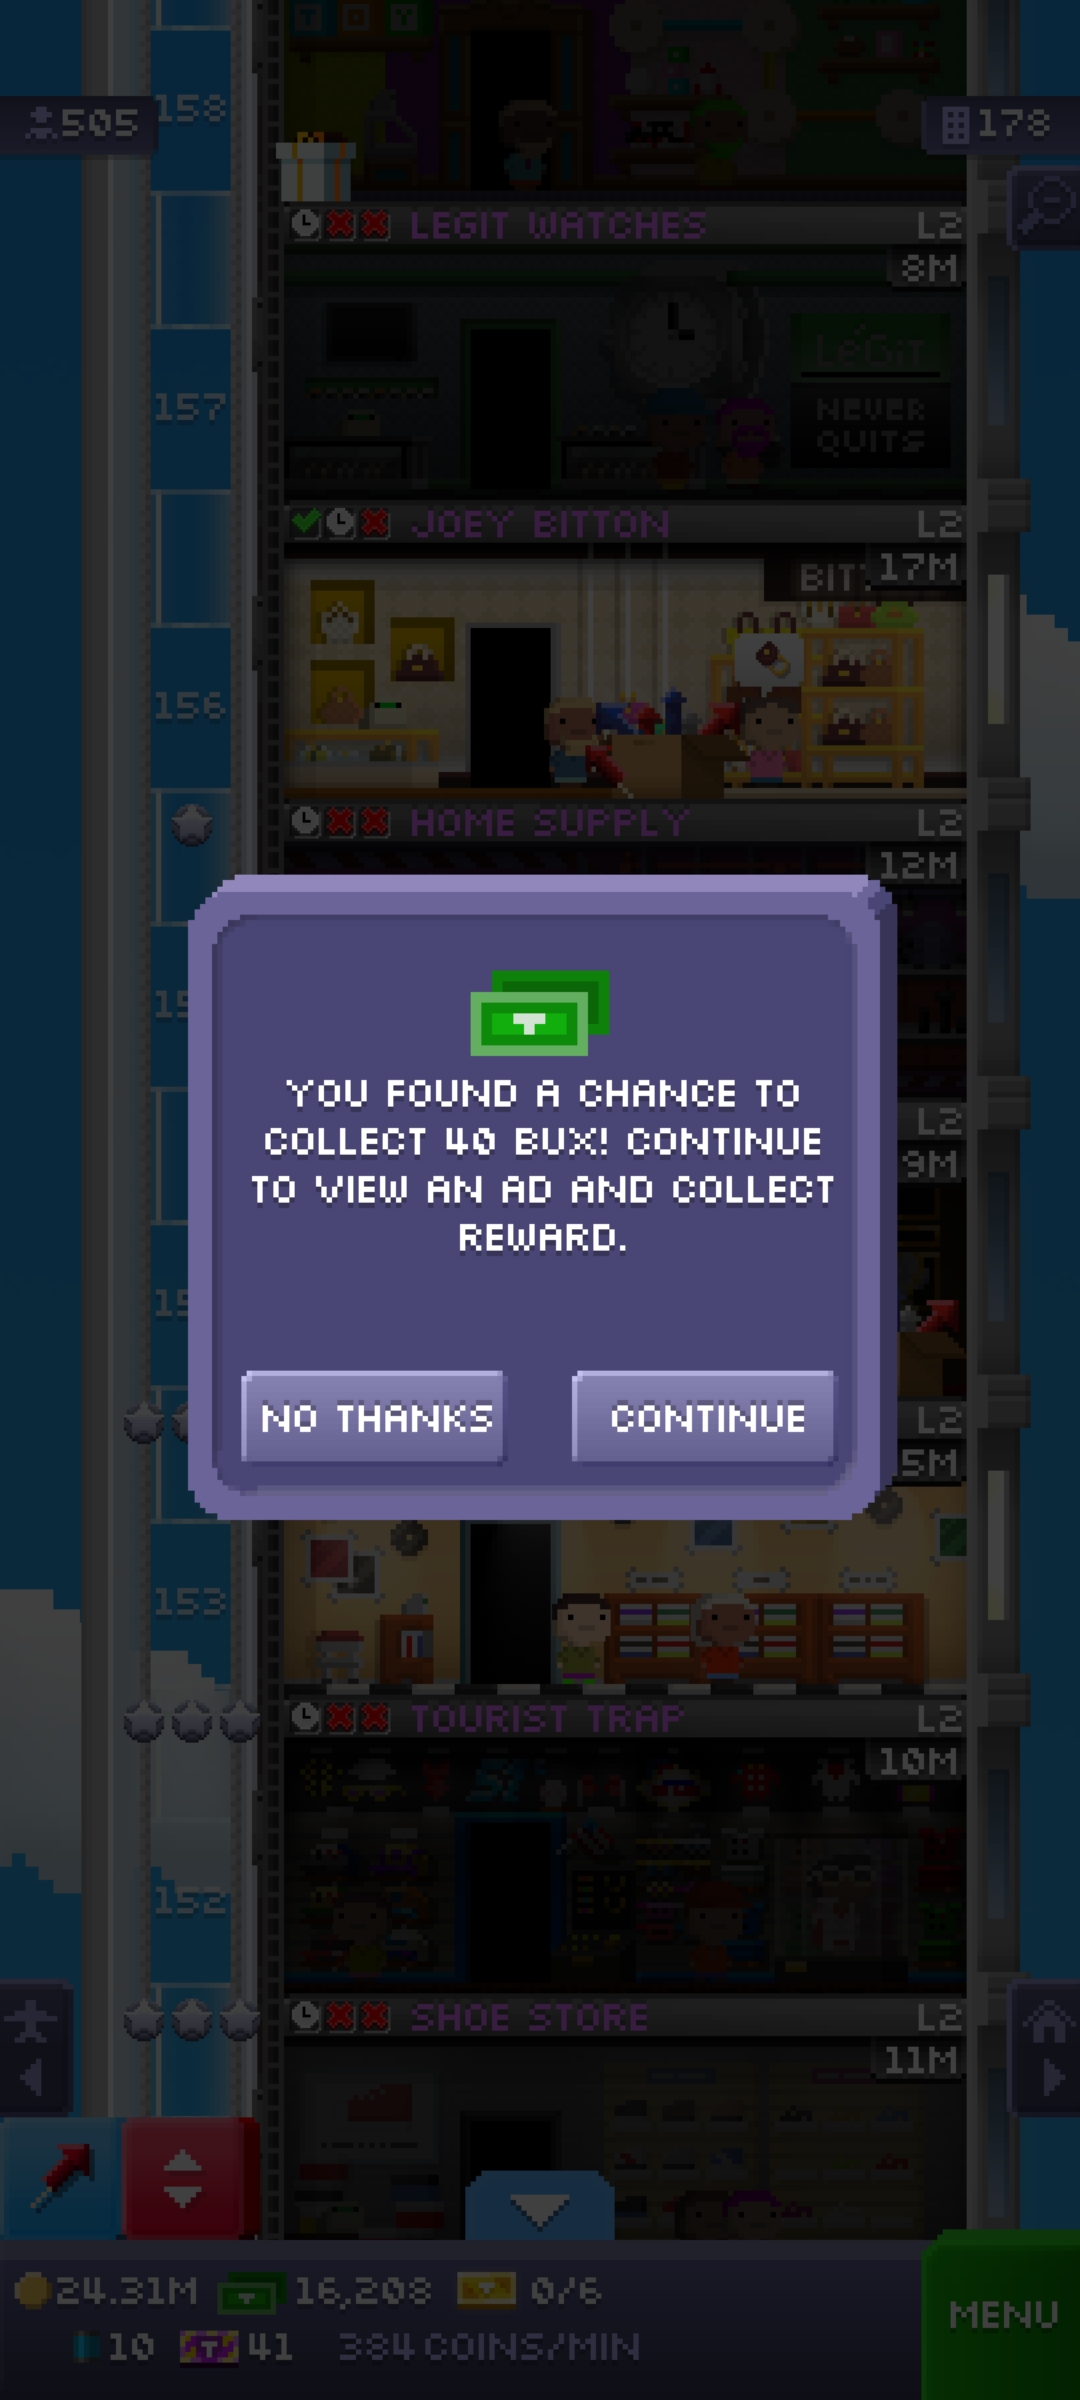 158
505
178
LEGIT WATCHES L2
8M
LéGiT
NEVER
QUITS
157
JOEY BITTON L2
17M
156
HOME SUPPLY L2
12M
L2
9M
YOU FOUND A CHANCE TO
COLLECT 40 BUX! CONTINUE
TO VIEW AN AD AND COLLECT
REWARD.
NO THANKS CONTINUE
L2
5M
153
TOURIST TRAP L2
10M
152
SHOE STORE L2
11M
24.31M 16,208 0/6
10 41 384 COINS/MIN
MENU